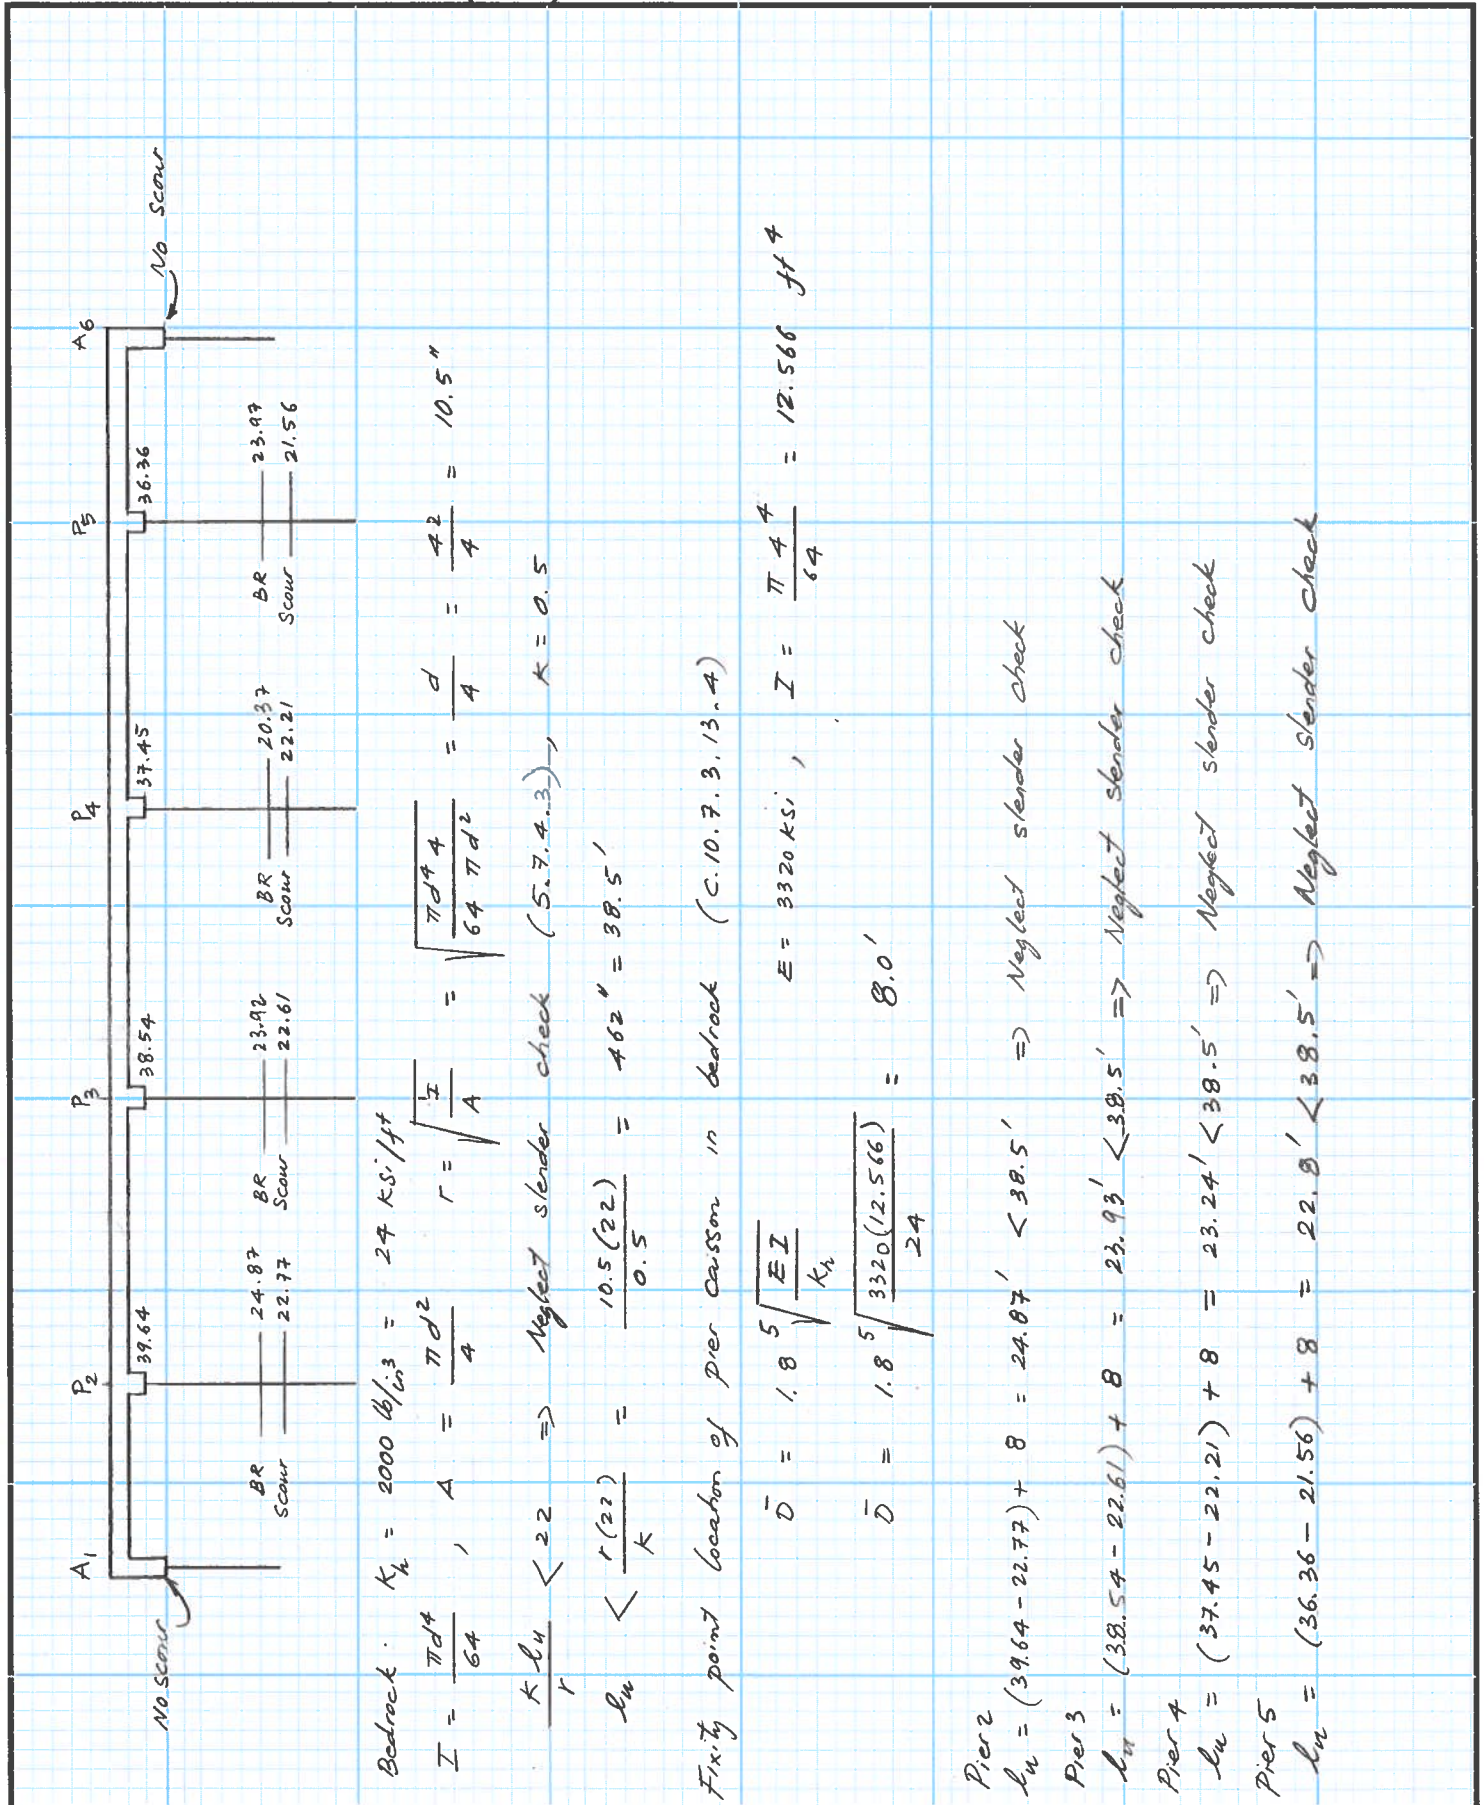 A1 P2 P3 P4 P5 A6
No scour
39.64 38.54 37.45 36.36
No scour
BR 24.87 BR 23.92 BR 20.37 BR 23.97
Scour 22.77 Scour 22.61 Scour 22.21 Scour 21.56
Bedrock: K_h = 2000 lb/in³ = 24 ksi/ft
I = πd⁴/64 , A = πd²/4 r = √(I/A) = √(πd⁴ 4/64 πd²) = d/4 = 42/4 = 10.5"
K l_u/r < 22 => Neglect slender check (5.7.4.3), K = 0.5
l_u < r(22)/K = 10.5(22)/0.5 = 462" = 38.5'
Fixity point location of pier caisson in bedrock (C.10.7.3.13.4)
D̄ = 1.8 ⁵√(EI/K_h) E = 3320 ksi , I = π 4⁴/64 = 12.566 ft⁴
D̄ = 1.8 ⁵√(3320(12.566)/24) = 8.0'
Pier 2
l_u = (39.64 - 22.77) + 8 = 24.87' < 38.5' => Neglect slender check
Pier 3
l_u = (38.54 - 22.61) + 8 = 23.93' < 38.5' => Neglect slender check
Pier 4
l_u = (37.45 - 22.21) + 8 = 23.24' < 38.5' => Neglect slender check
Pier 5
l_u = (36.36 - 21.56) + 8 = 22.8' < 38.5' => Neglect slender check